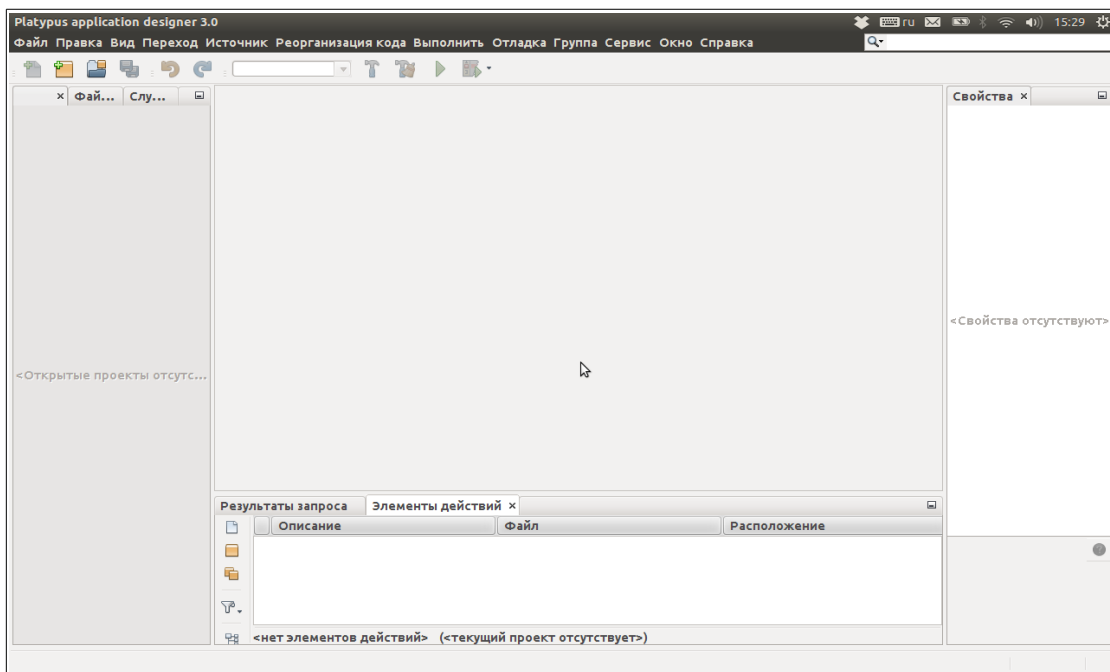 Platypus application designer 3.0 ru 15:29
Файл Правка Вид Переход Источник Реорганизация кода Выполнить Отладка Группа Сервис Окно Справка
× Фай... Слу... Свойства ×
<Свойства отсутствуют>
<Открытые проекты отсутс...
Результаты запроса Элементы действий ×
Описание Файл Расположение
<нет элементов действий> (<текущий проект отсутствует>)